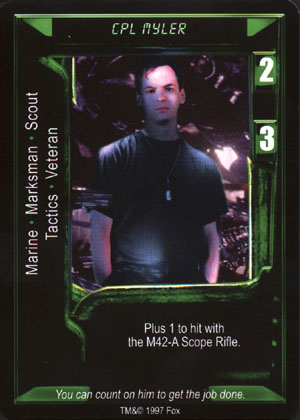 CPL MYLER
2
3
Marine • Marksman • Scout
Tactics • Veteran
Plus 1 to hit with
the M42-A Scope Rifle.
You can count on him to get the job done.
TM&© 1997 Fox